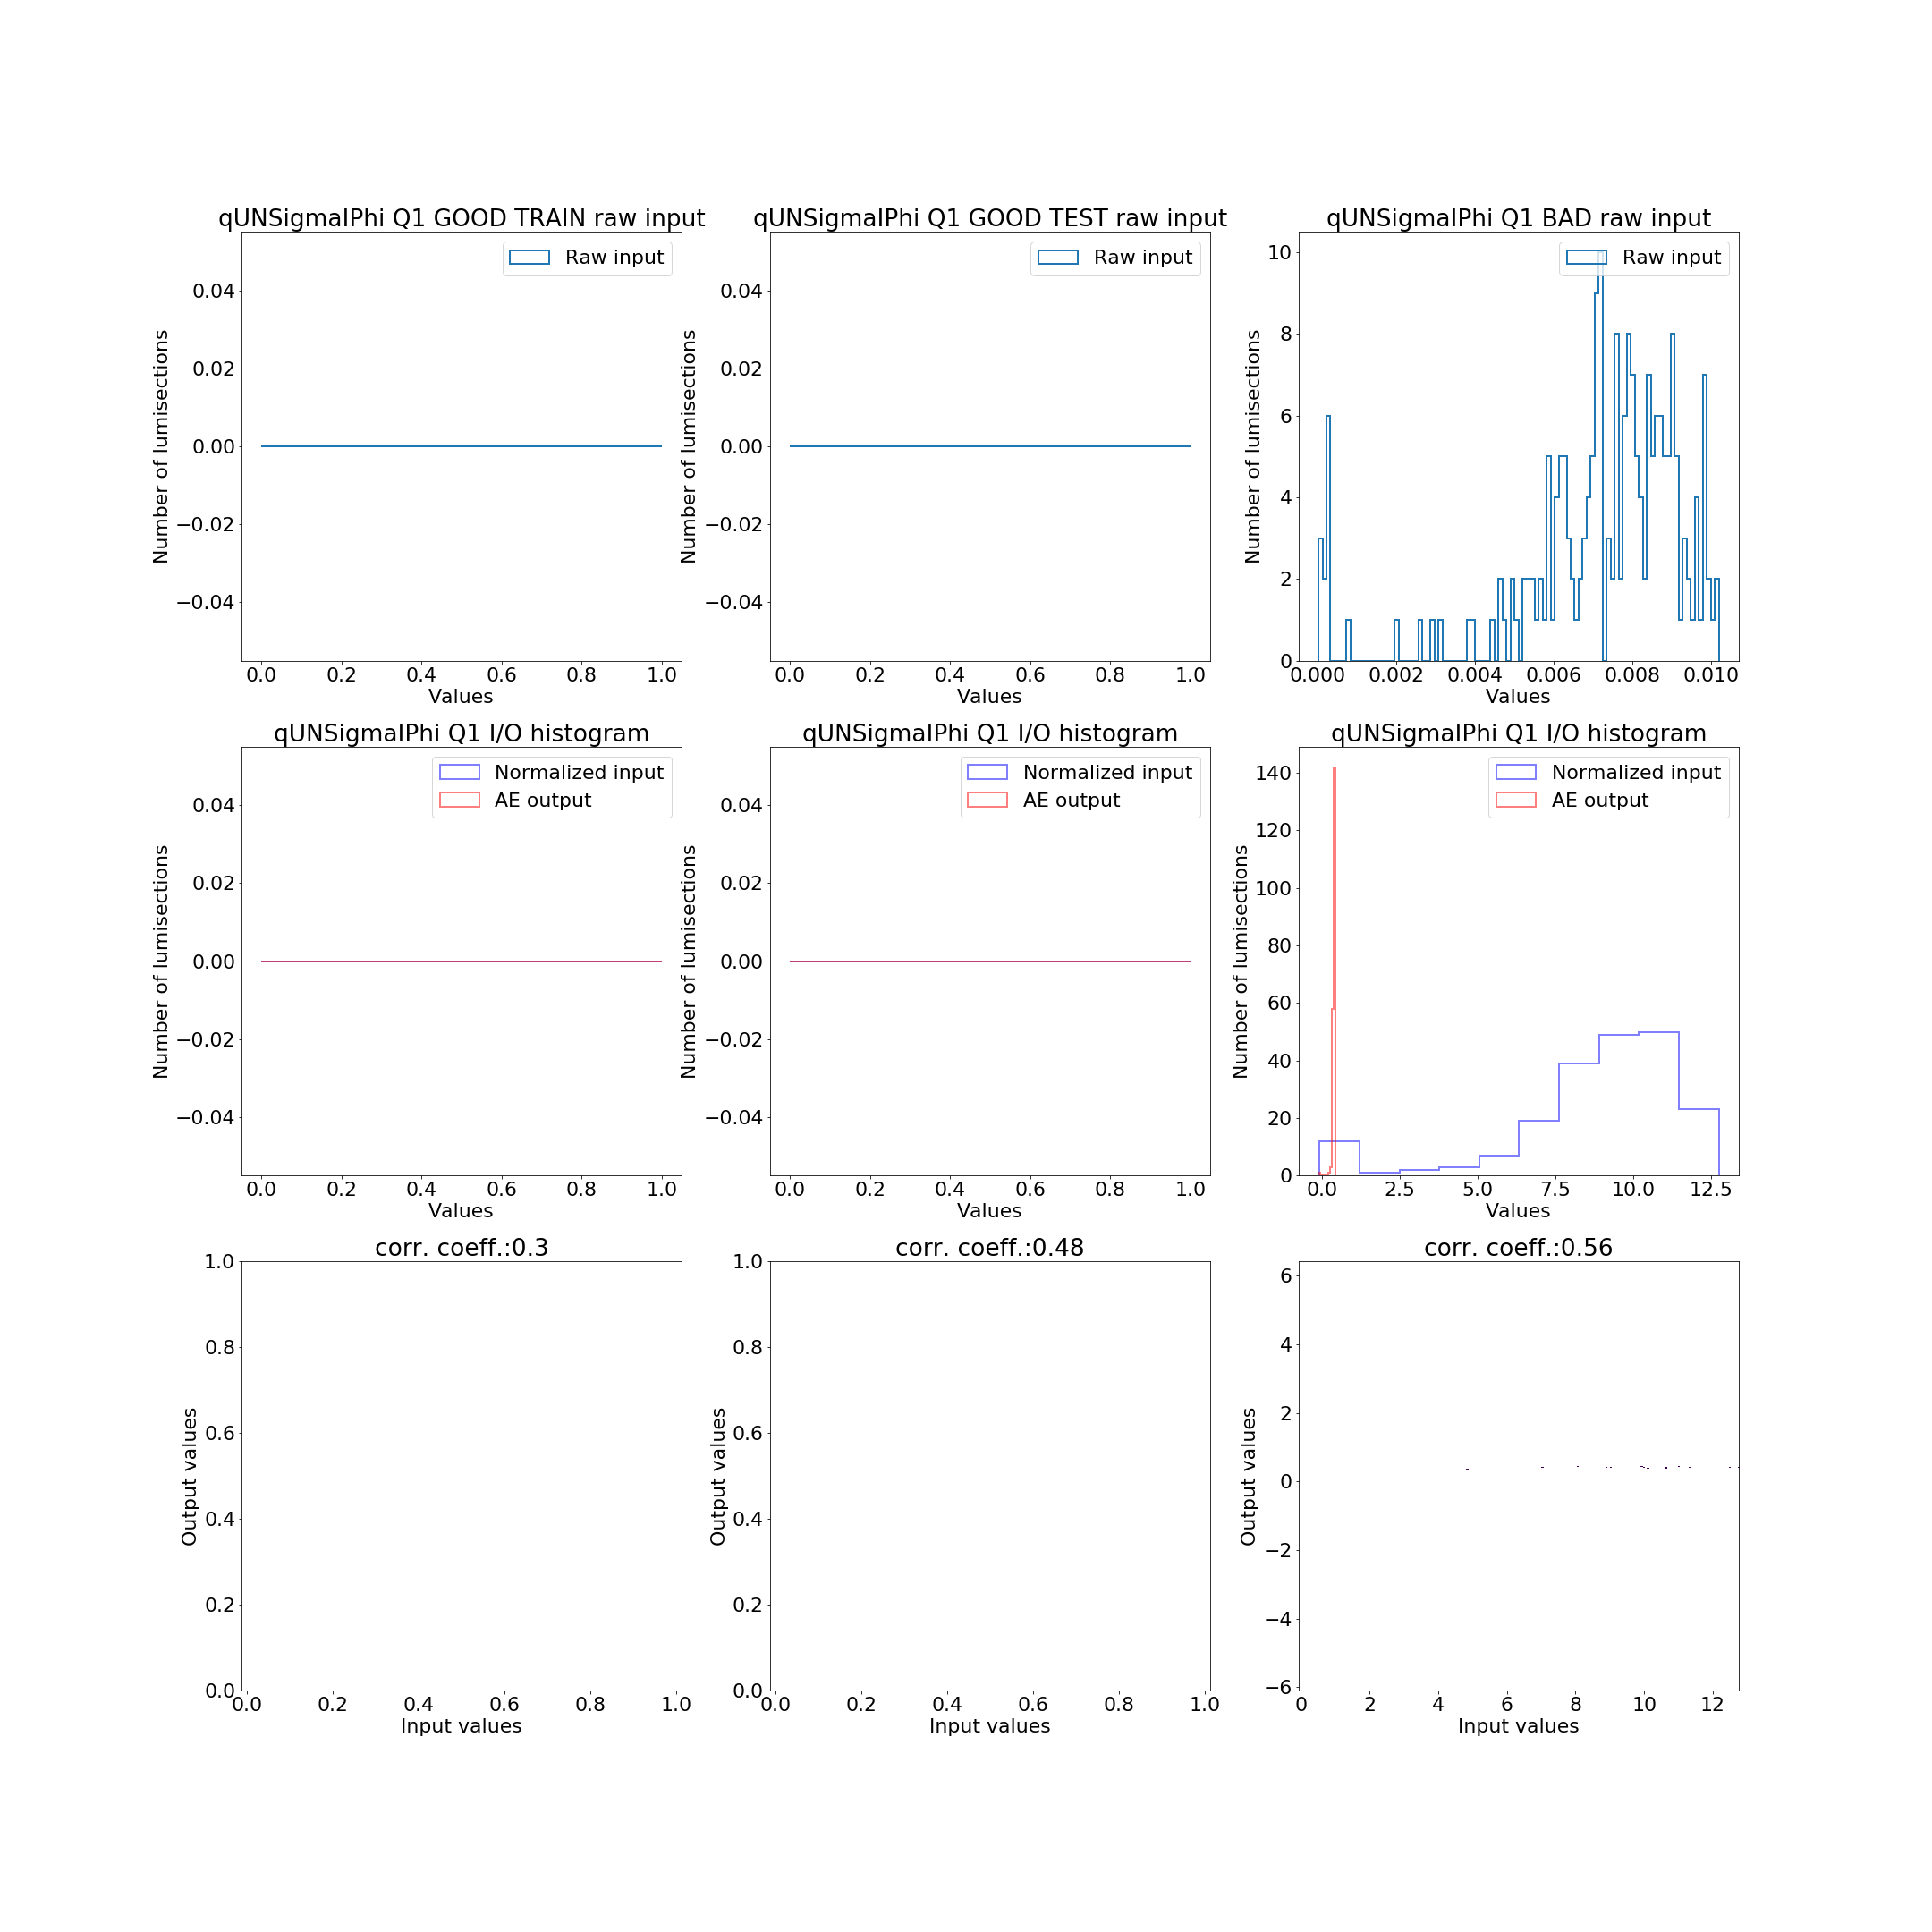 qUNSigmaIPhi Q1 GOOD TRAIN raw input
Raw input
0.04
0.02
0.00
−0.02
−0.04
Number of lumisections
0.0 0.2 0.4 0.6 0.8 1.0
Values
qUNSigmaIPhi Q1 GOOD TEST raw input
Raw input
0.04
0.02
0.00
−0.02
−0.04
Number of lumisections
0.0 0.2 0.4 0.6 0.8 1.0
Values
qUNSigmaIPhi Q1 BAD raw input
Raw input
10
8
6
4
2
0
Number of lumisections
0.000 0.002 0.004 0.006 0.008 0.010
Values
qUNSigmaIPhi Q1 I/O histogram
Normalized input
AE output
0.04
0.02
0.00
−0.02
−0.04
Number of lumisections
0.0 0.2 0.4 0.6 0.8 1.0
Values
qUNSigmaIPhi Q1 I/O histogram
Normalized input
AE output
0.04
0.02
0.00
−0.02
−0.04
Number of lumisections
0.0 0.2 0.4 0.6 0.8 1.0
Values
qUNSigmaIPhi Q1 I/O histogram
Normalized input
AE output
140
120
100
80
60
40
20
0
Number of lumisections
0.0 2.5 5.0 7.5 10.0 12.5
Values
corr. coeff.:0.3
1.0
0.8
0.6
0.4
0.2
0.0
Output values
0.0 0.2 0.4 0.6 0.8 1.0
Input values
corr. coeff.:0.48
1.0
0.8
0.6
0.4
0.2
0.0
Output values
0.0 0.2 0.4 0.6 0.8 1.0
Input values
corr. coeff.:0.56
6
4
2
0
−2
−4
−6
Output values
0 2 4 6 8 10 12
Input values